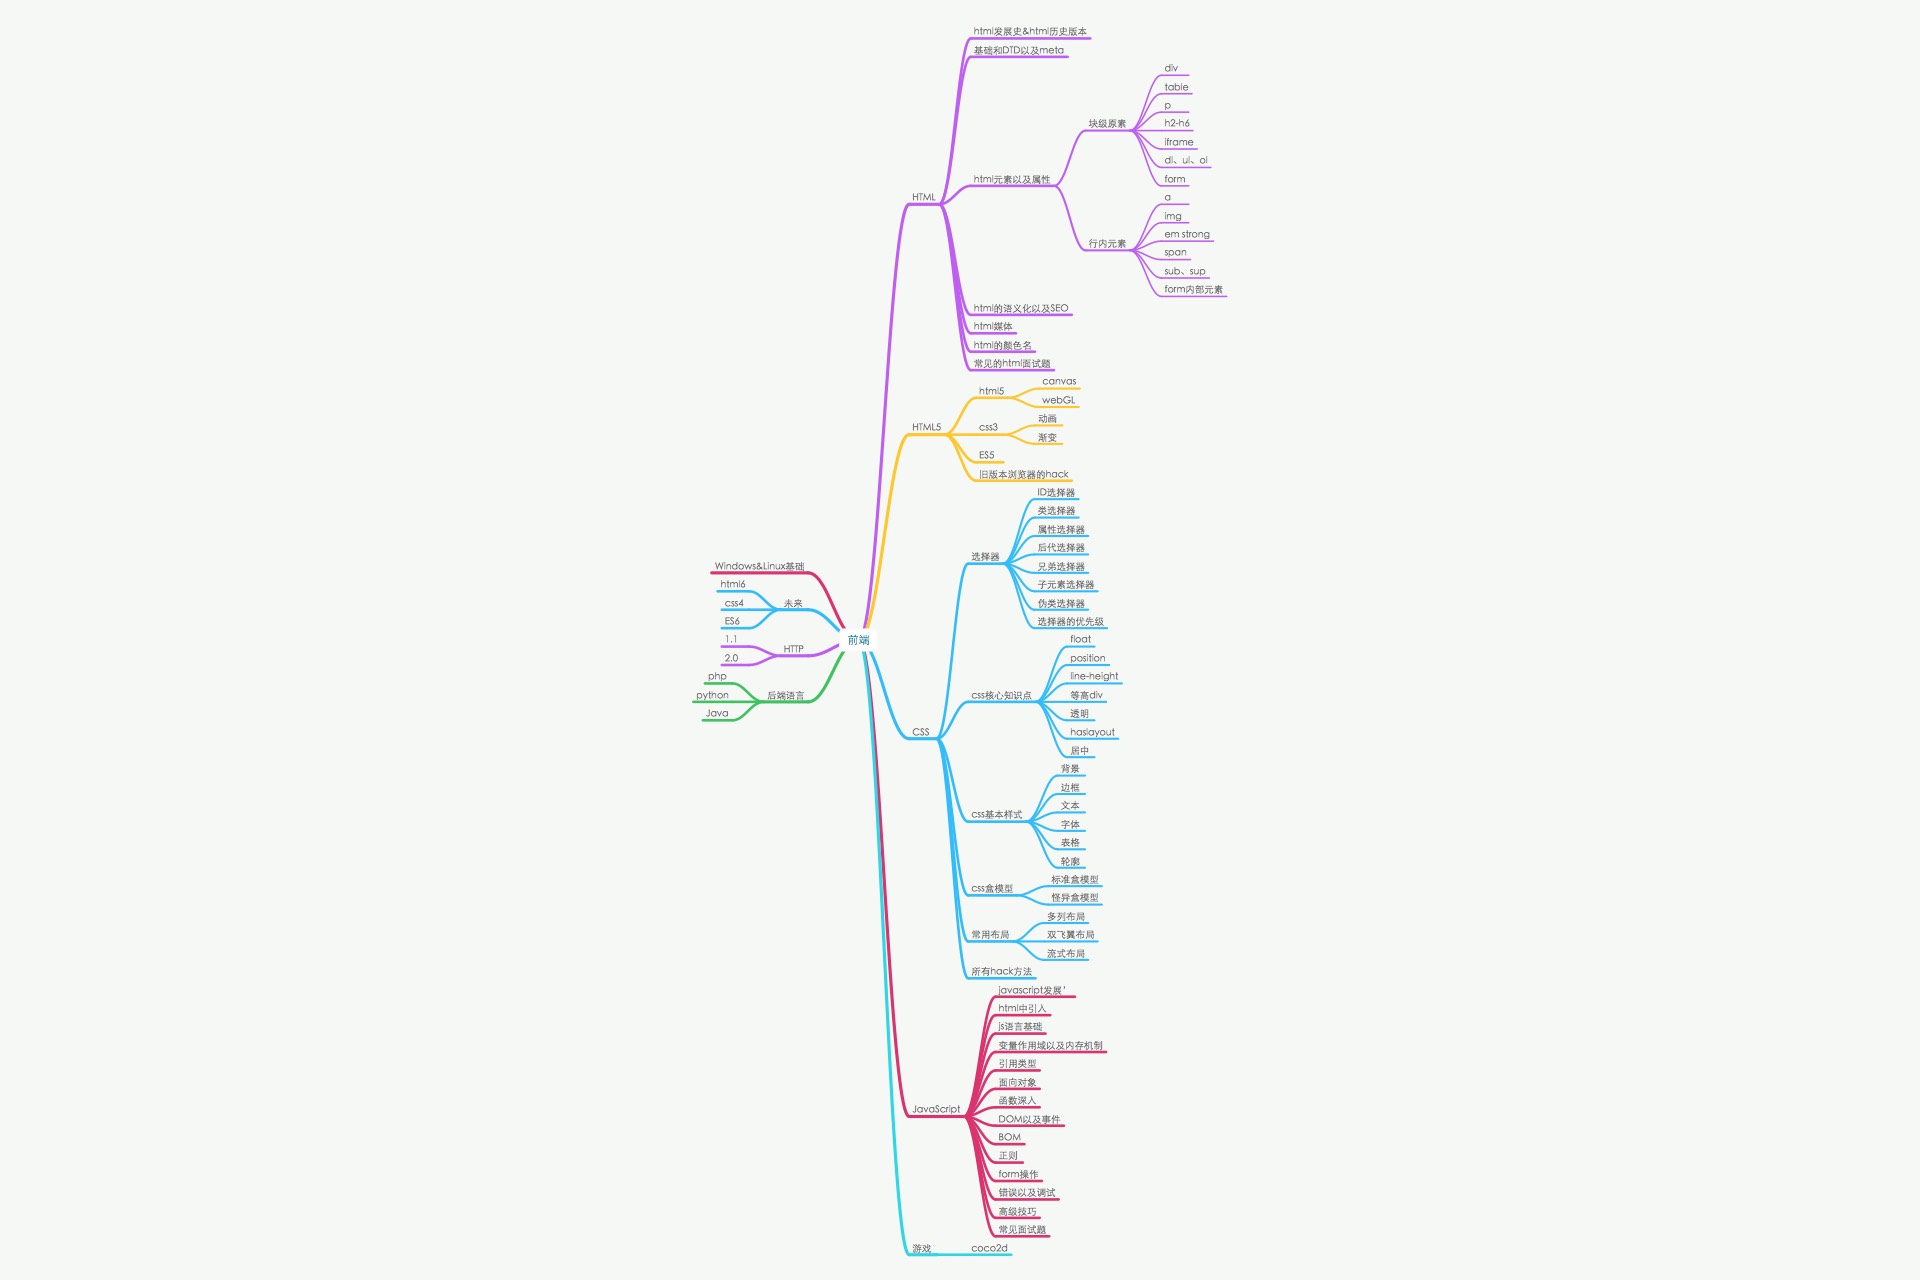 前端
HTML
html发展史&html历史版本
基础和DTD以及meta
html元素以及属性
块级原素
div
table
p
h2-h6
iframe
dl、ul、ol
form
行内元素
a
img
em strong
span
sub、sup
form内部元素
html的语义化以及SEO
html媒体
html的颜色名
常见的html面试题
HTML5
html5
canvas
webGL
css3
动画
渐变
ES5
旧版本浏览器的hack
CSS
选择器
ID选择器
类选择器
属性选择器
后代选择器
兄弟选择器
子元素选择器
伪类选择器
选择器的优先级
css核心知识点
float
position
line-height
等高div
透明
haslayout
居中
css基本样式
背景
边框
文本
字体
表格
轮廓
css盒模型
标准盒模型
怪异盒模型
常用布局
多列布局
双飞翼布局
流式布局
所有hack方法
JavaScript
javascript发展'
html中引入
js语言基础
变量作用域以及内存机制
引用类型
面向对象
函数深入
DOM以及事件
BOM
正则
form操作
错误以及调试
高级技巧
常见面试题
游戏
coco2d
Windows&Linux基础
未来
html6
css4
ES6
HTTP
1.1
2.0
后端语言
php
python
Java